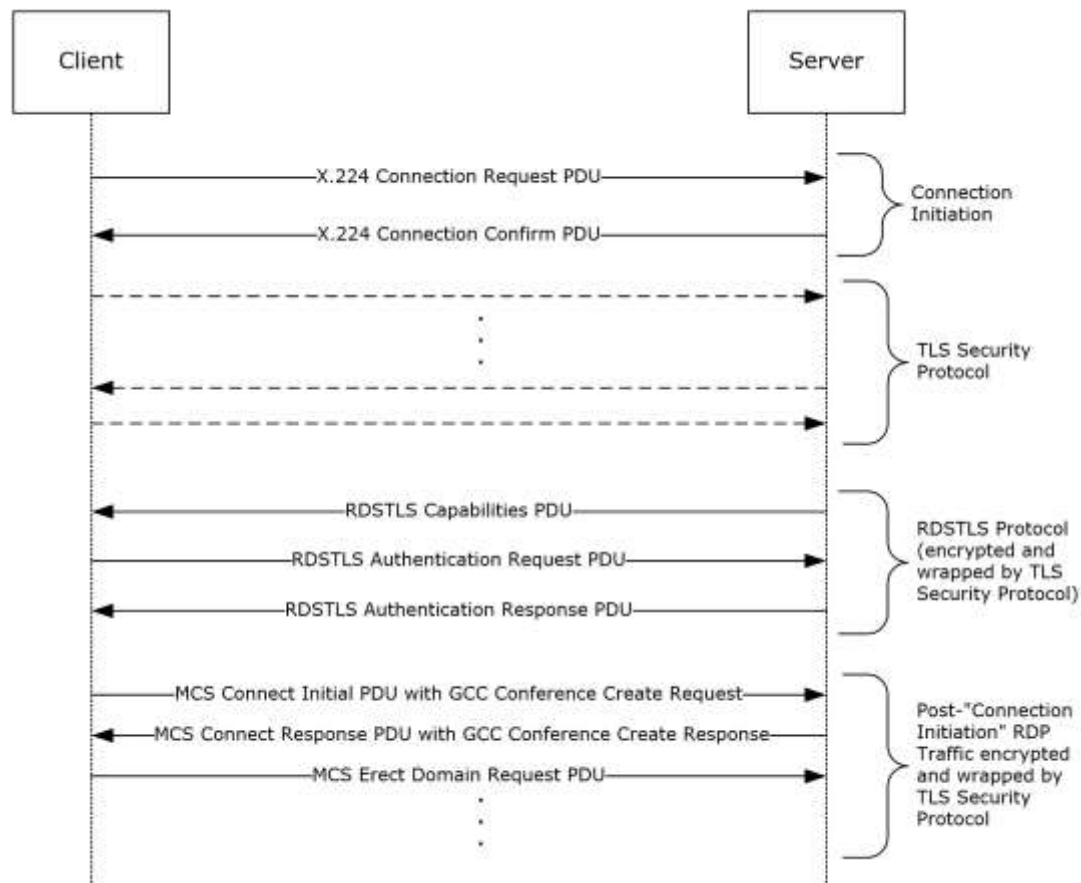 Client
Server
X.224 Connection Request PDU
X.224 Connection Confirm PDU
Connection
Initiation
TLS Security
Protocol
RDSTLS Capabilities PDU
RDSTLS Authentication Request PDU
RDSTLS Authentication Response PDU
RDSTLS Protocol
(encrypted and
wrapped by TLS
Security Protocol)
MCS Connect Initial PDU with GCC Conference Create Request
MCS Connect Response PDU with GCC Conference Create Response
MCS Erect Domain Request PDU
Post-"Connection
Initiation" RDP
Traffic encrypted
and wrapped by
TLS Security
Protocol